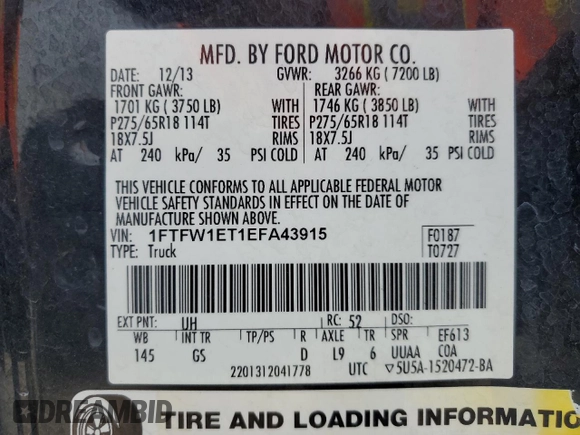 MFD. BY FORD MOTOR CO.
DATE: 12/13 GVWR: 3266 KG ( 7200 LB)
FRONT GAWR: REAR GAWR:
1701 KG ( 3750 LB) WITH 1746 KG ( 3850 LB) WITH
P275/65R18 114T TIRES P275/65R18 114T TIRES
18X7.5J RIMS 18X7.5J RIMS
AT 240 kPa/ 35 PSI COLD AT 240 kPa/ 35 PSI COLD
THIS VEHICLE CONFORMS TO ALL APPLICABLE FEDERAL MOTOR
VEHICLE SAFETY STANDARDS IN EFFECT ON THE DATE OF
MANUFACTURE SHOWN ABOVE.
VIN: 1FTFW1ET1EFA43915 F0187
TYPE: Truck T0727
EXT PNT: UH RC: 52 DSO:
WB INT TR TP/PS R AXLE TR SPR EF613
145 GS D L9 6 UUAA COA
2201312041778 UTC ▽5U5A-1520472-BA
TIRE AND LOADING INFORMATIO
DREAMBID